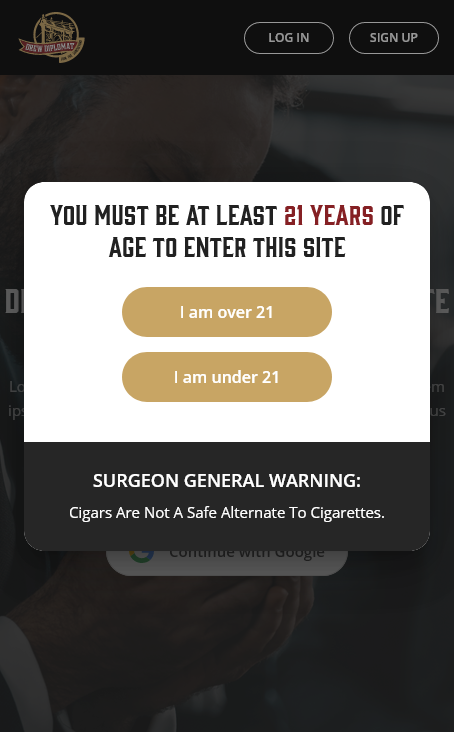 DREW DIPLOMAT
LOG IN
SIGN UP
YOU MUST BE AT LEAST 21 YEARS OF
AGE TO ENTER THIS SITE
I am over 21
I am under 21
SURGEON GENERAL WARNING:
Cigars Are Not A Safe Alternate To Cigarettes.
Continue with Google